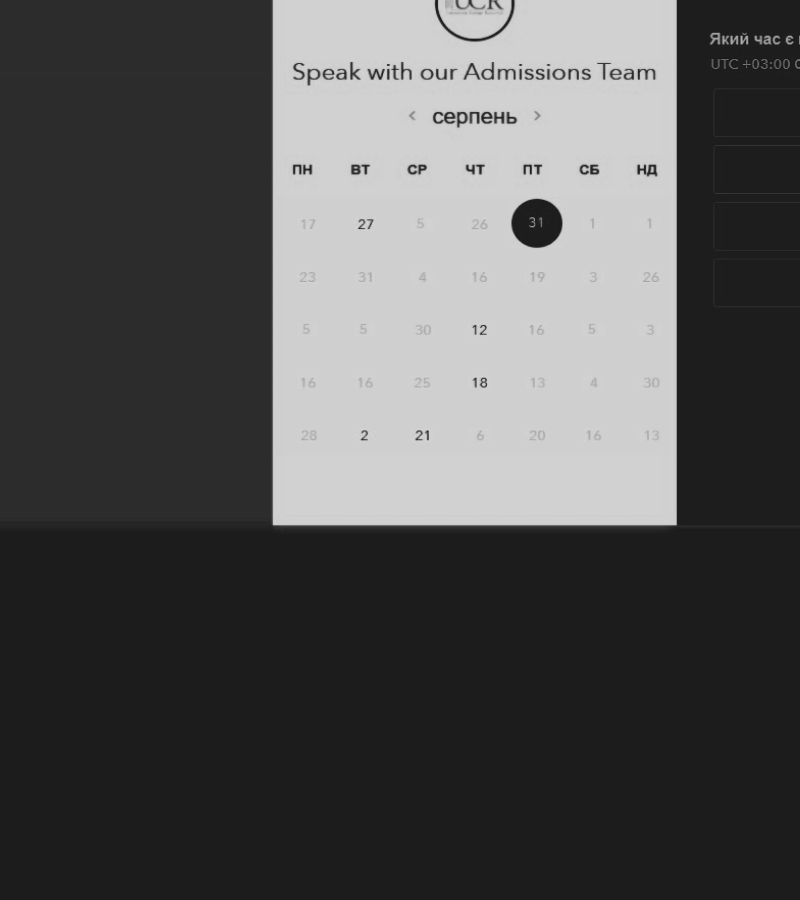 UCR
Speak with our Admissions Team
< серпень >
ПН ВТ СР ЧТ ПТ СБ НД
17 27 5 26 31 1 1
23 31 4 16 19 3 26
5 5 30 12 16 5 3
16 16 25 18 13 4 30
28 2 21 6 20 16 13
Який час є
UTC +03:00